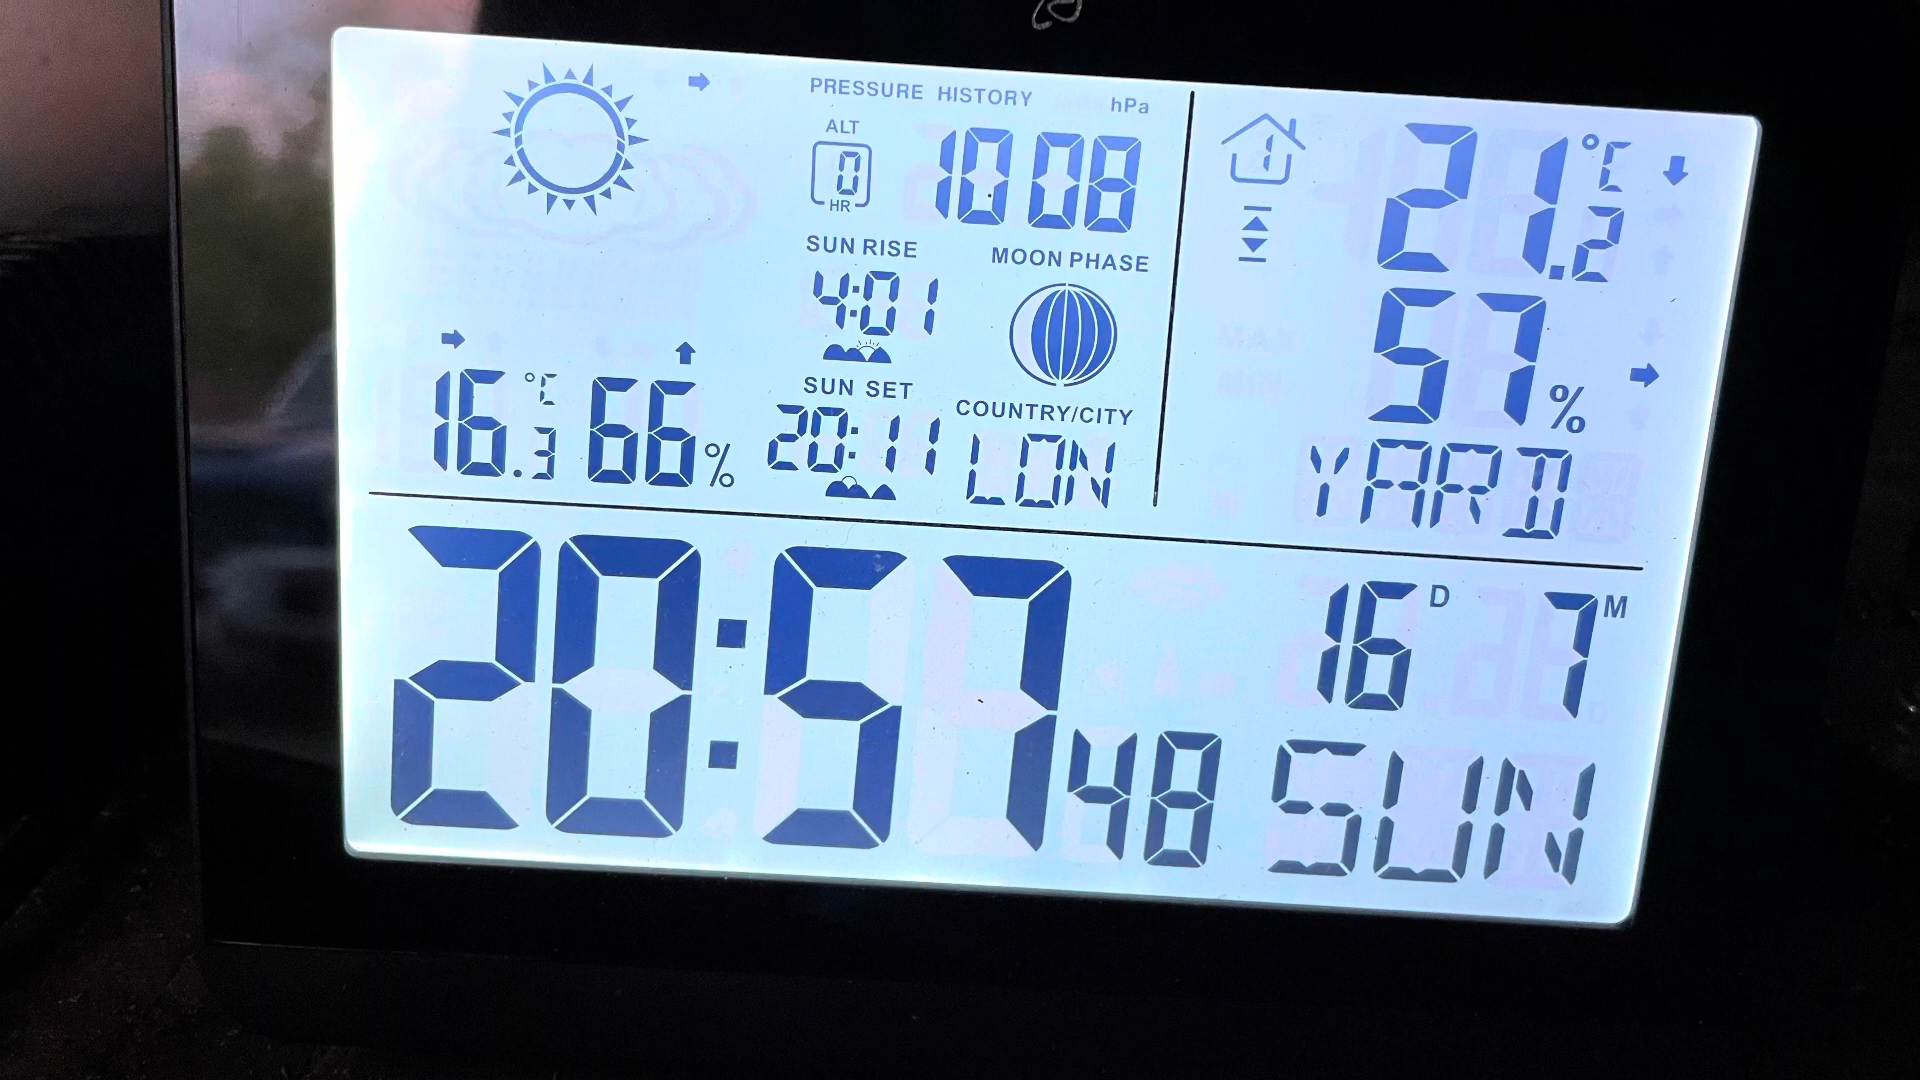 PRESSURE HISTORY hPa
ALT
0
HR
1008
SUN RISE
4:01
MOON PHASE
SUN SET
20:11
COUNTRY/CITY
LON
16.3 °C 66%
1
21.2 °C
57%
YARD
20:57 48
16 D 7 M
SUN